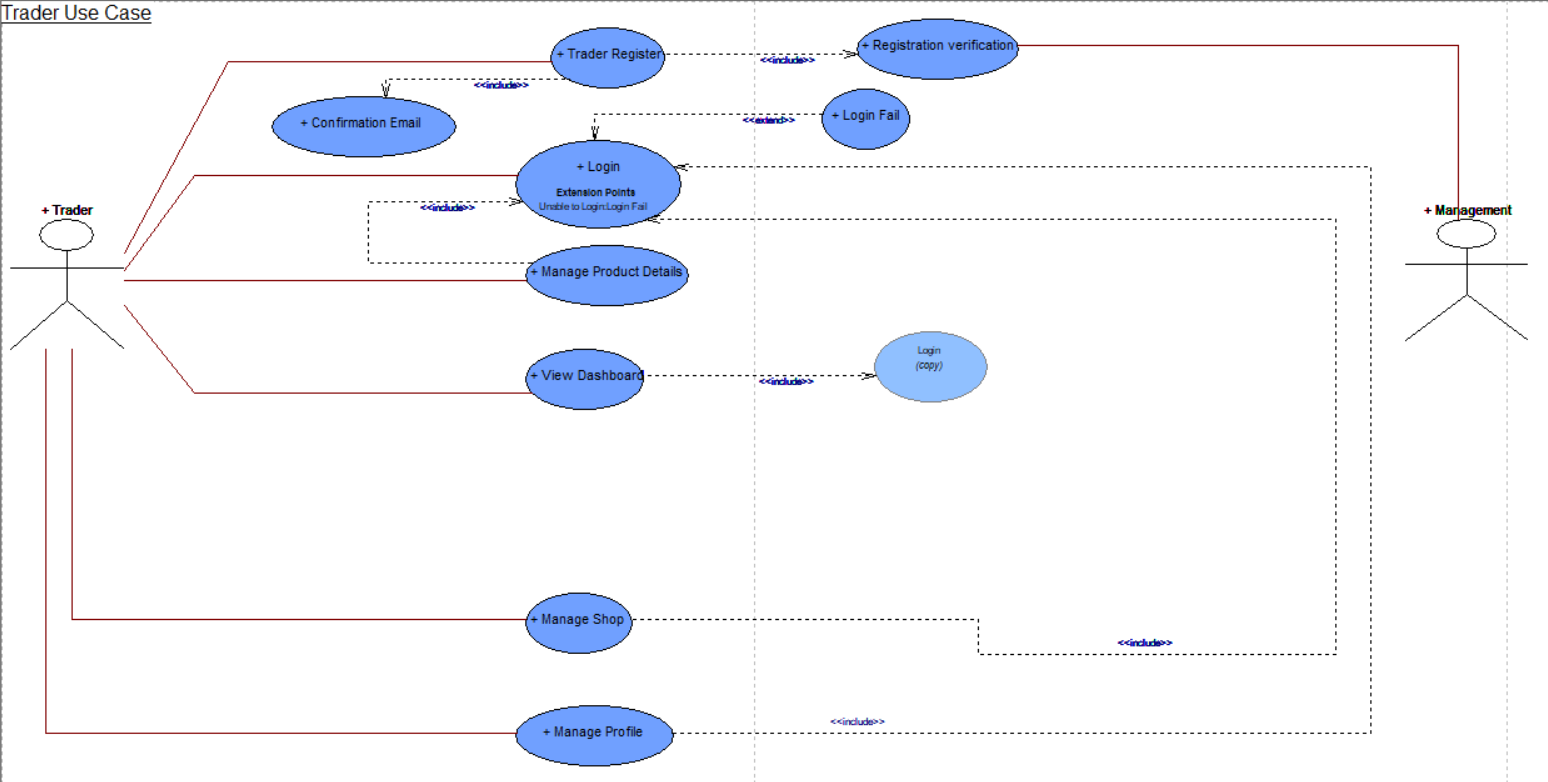 Trader Use Case
+ Trader Register
<<include>>
+ Registration verification
<<include>>
+ Confirmation Email
<<extend>>
+ Login Fail
+ Login
Extension Points
Unable to Login:Login Fail
<<include>>
+ Trader
+ Management
+ Manage Product Details
Login
(copy)
+ View Dashboard
<<include>>
+ Manage Shop
<<include>>
<<include>>
+ Manage Profile